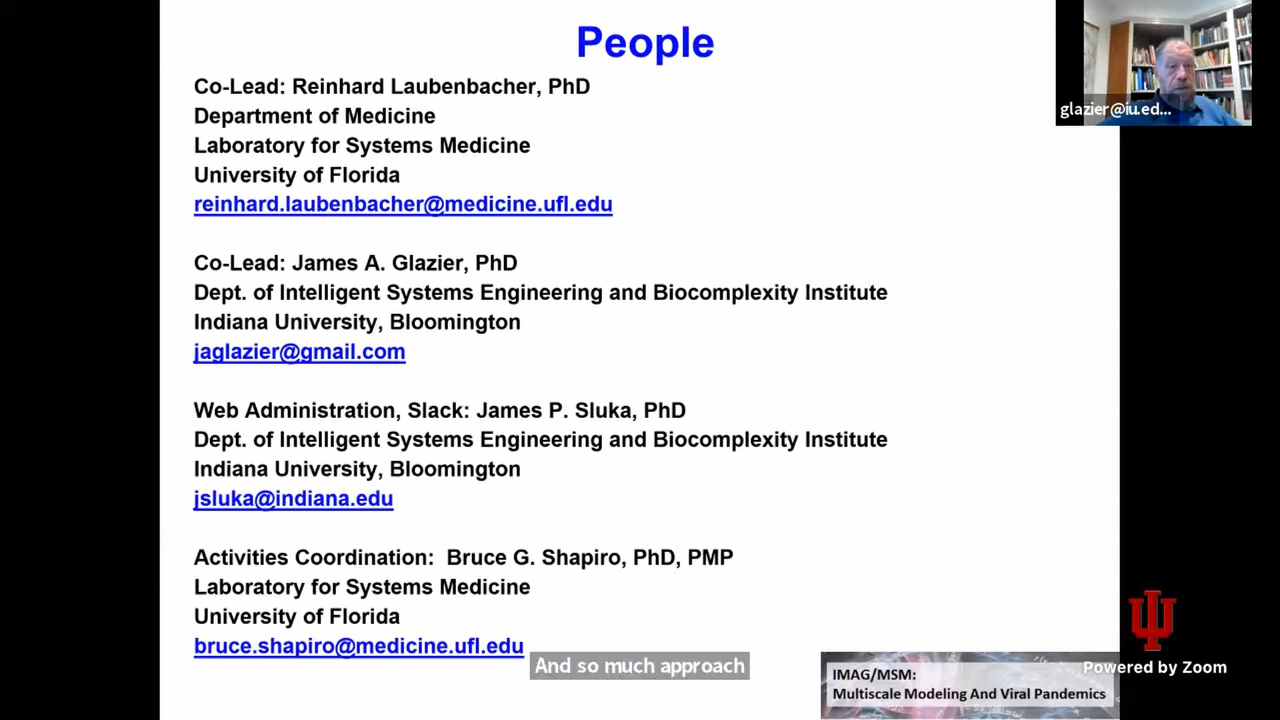 People
Co-Lead: Reinhard Laubenbacher, PhD
Department of Medicine
Laboratory for Systems Medicine
University of Florida
reinhard.laubenbacher@medicine.ufl.edu
Co-Lead: James A. Glazier, PhD
Dept. of Intelligent Systems Engineering and Biocomplexity Institute
Indiana University, Bloomington
jaglazier@gmail.com
Web Administration, Slack: James P. Sluka, PhD
Dept. of Intelligent Systems Engineering and Biocomplexity Institute
Indiana University, Bloomington
jsluka@indiana.edu
Activities Coordination: Bruce G. Shapiro, PhD, PMP
Laboratory for Systems Medicine
University of Florida
bruce.shapiro@medicine.ufl.edu
glazier@iu.ed...
And so much approach
IMAG/MSM:
Multiscale Modeling And Viral Pandemics
Powered by Zoom